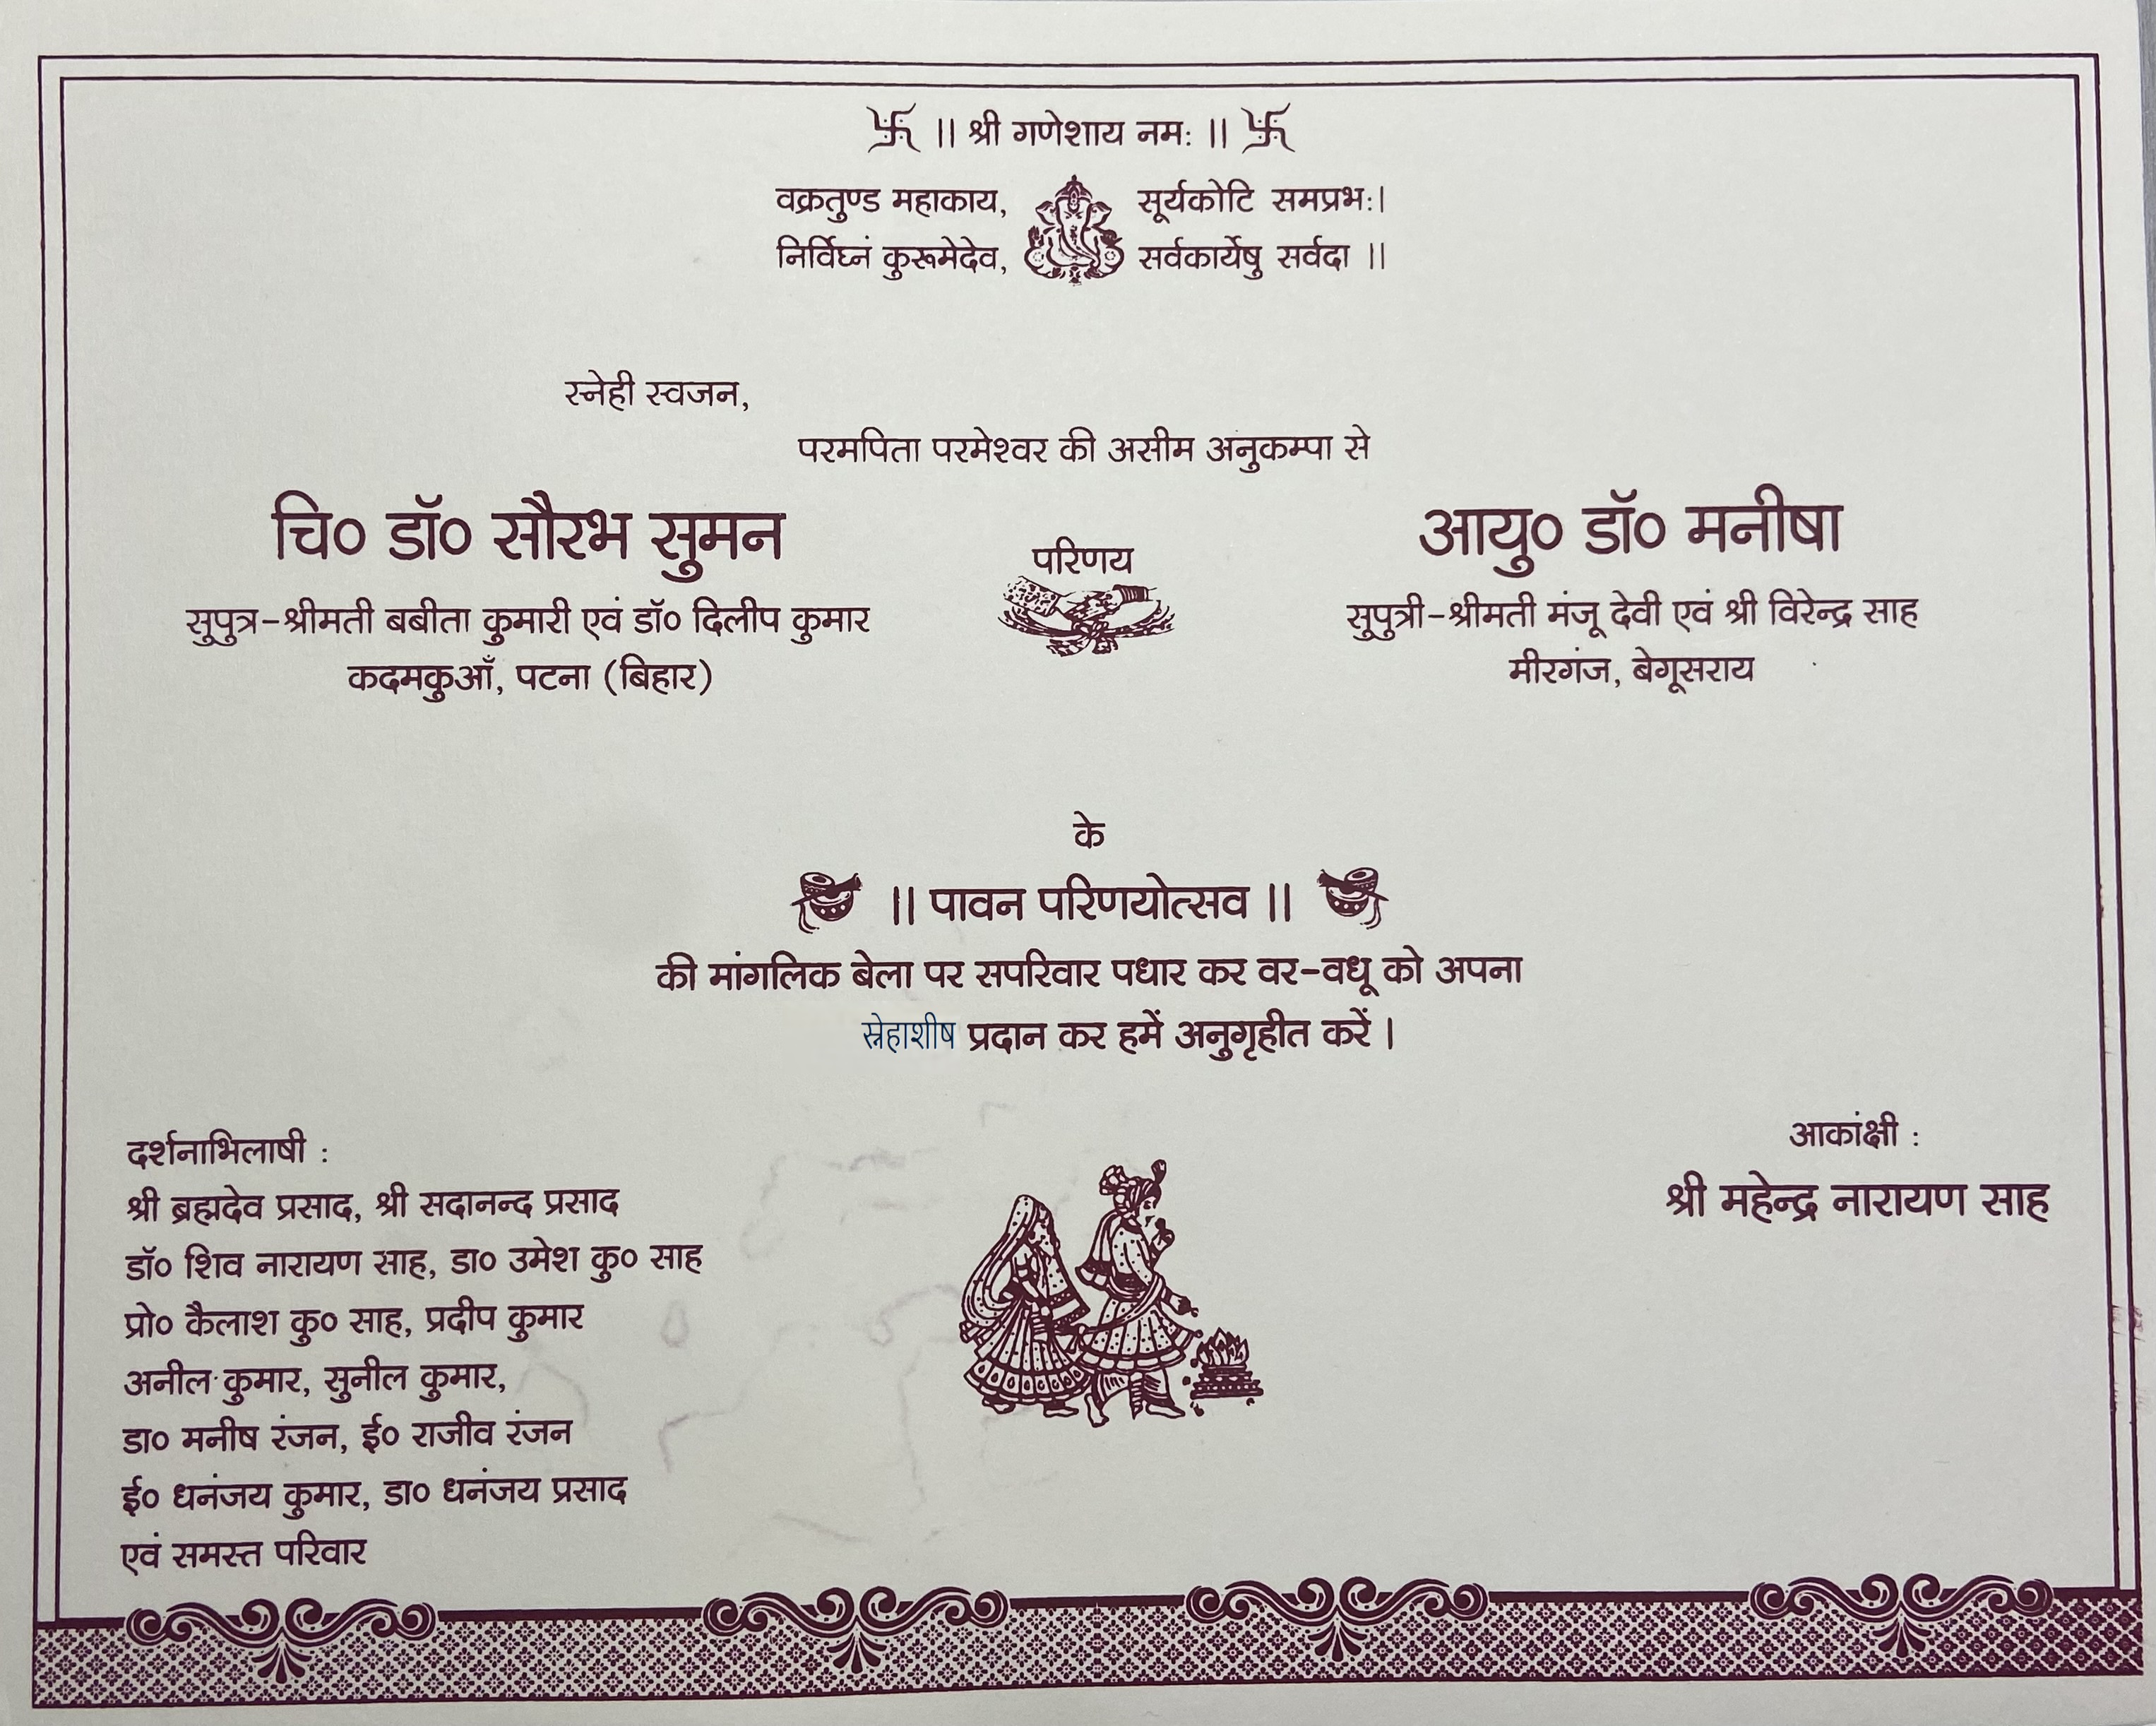 卐 || श्री गणेशाय नम: || 卐
वक्रतुण्ड महाकाय, सूर्यकोटि समप्रभ:।
निर्विघ्नं कुरूमेदेव, सर्वकार्येषु सर्वदा ||
स्नेही स्वजन,
परमपिता परमेश्वर की असीम अनुकम्पा से
चि० डॉ० सौरभ सुमन
सुपुत्र-श्रीमती बबीता कुमारी एवं डॉ० दिलीप कुमार
कदमकुआँ, पटना (बिहार)
परिणय
आयु० डॉ० मनीषा
सुपुत्री-श्रीमती मंजू देवी एवं श्री विरेन्द्र साह
मीरगंज, बेगूसराय
के
|| पावन परिणयोत्सव ||
की मांगलिक बेला पर सपरिवार पधार कर वर-वधू को अपना
स्नेहाशीष प्रदान कर हमें अनुगृहीत करें |
दर्शनाभिलाषी :
श्री ब्रह्मदेव प्रसाद, श्री सदानन्द प्रसाद
डॉ० शिव नारायण साह, डा० उमेश कु० साह
प्रो० कैलाश कु० साह, प्रदीप कुमार
अनील कुमार, सुनील कुमार,
डा० मनीष रंजन, ई० राजीव रंजन
ई० धनंजय कुमार, डा० धनंजय प्रसाद
एवं समस्त परिवार
आकांक्षी :
श्री महेन्द्र नारायण साह